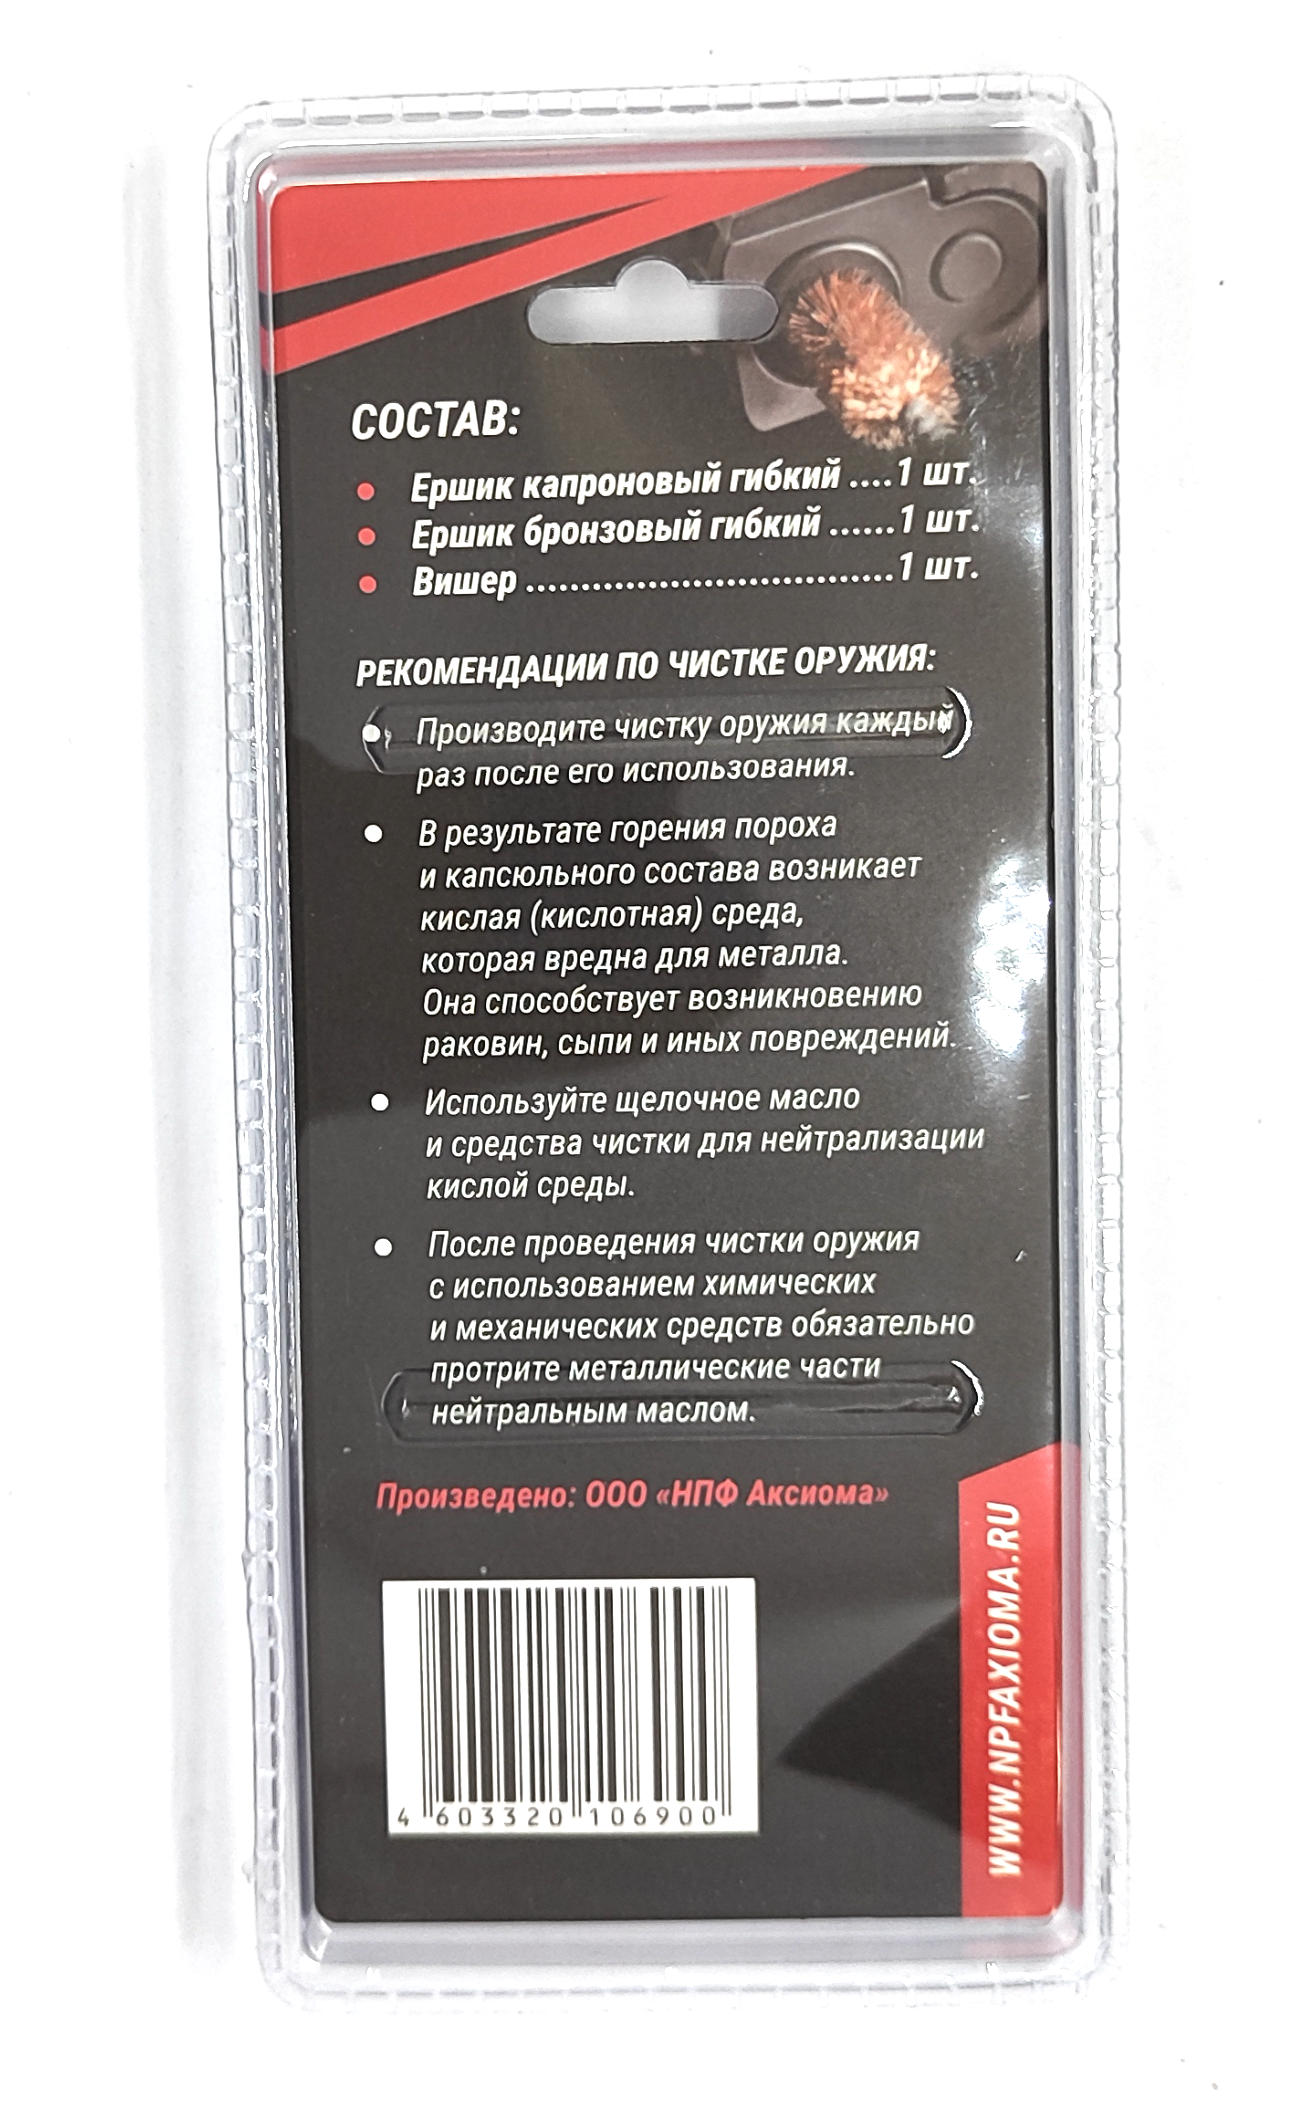 СОСТАВ:
• Ершик капроновый гибкий ....1 шт.
• Ершик бронзовый гибкий ......1 шт.
• Вишер .................................1 шт.
РЕКОМЕНДАЦИИ ПО ЧИСТКЕ ОРУЖИЯ:
• Производите чистку оружия каждый
раз после его использования.
• В результате горения пороха
и капсюльного состава возникает
кислая (кислотная) среда,
которая вредна для металла.
Она способствует возникновению
раковин, сыпи и иных повреждений.
• Используйте щелочное масло
и средства чистки для нейтрализации
кислой среды.
• После проведения чистки оружия
с использованием химических
и механических средств обязательно
протрите металлические части
нейтральным маслом.
Произведено: ООО «НПФ Аксиома»
4 603320 106900
WWW.NPFAXIOMA.RU